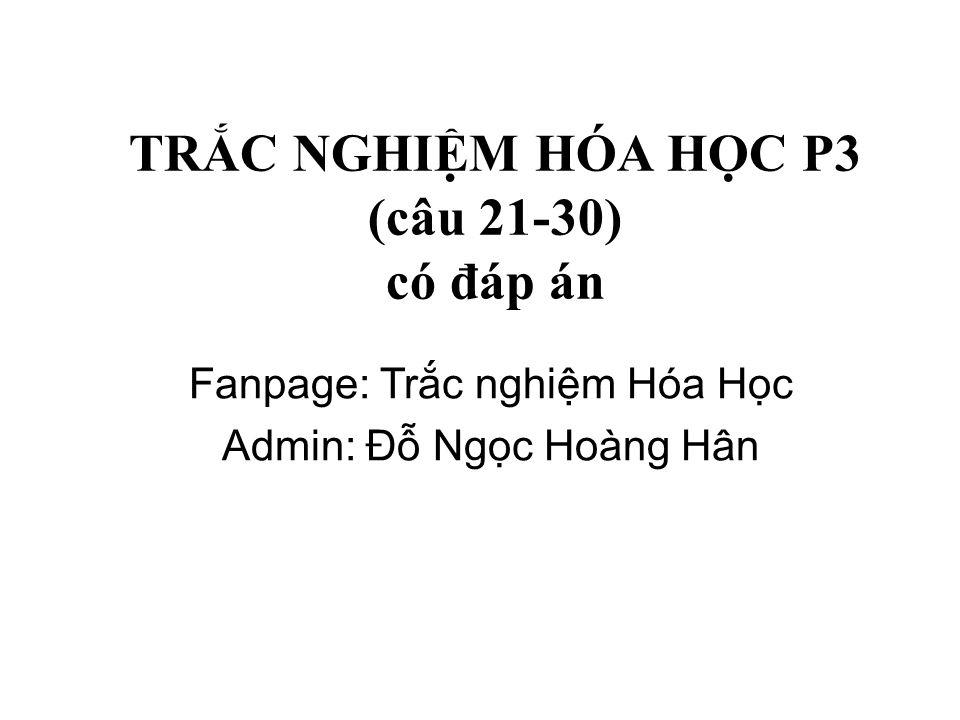 TRẮC NGHIỆM HÓA HỌC P3
(câu 21-30)
có đáp án
Fanpage: Trắc nghiệm Hóa Học
Admin: Đỗ Ngọc Hoàng Hân